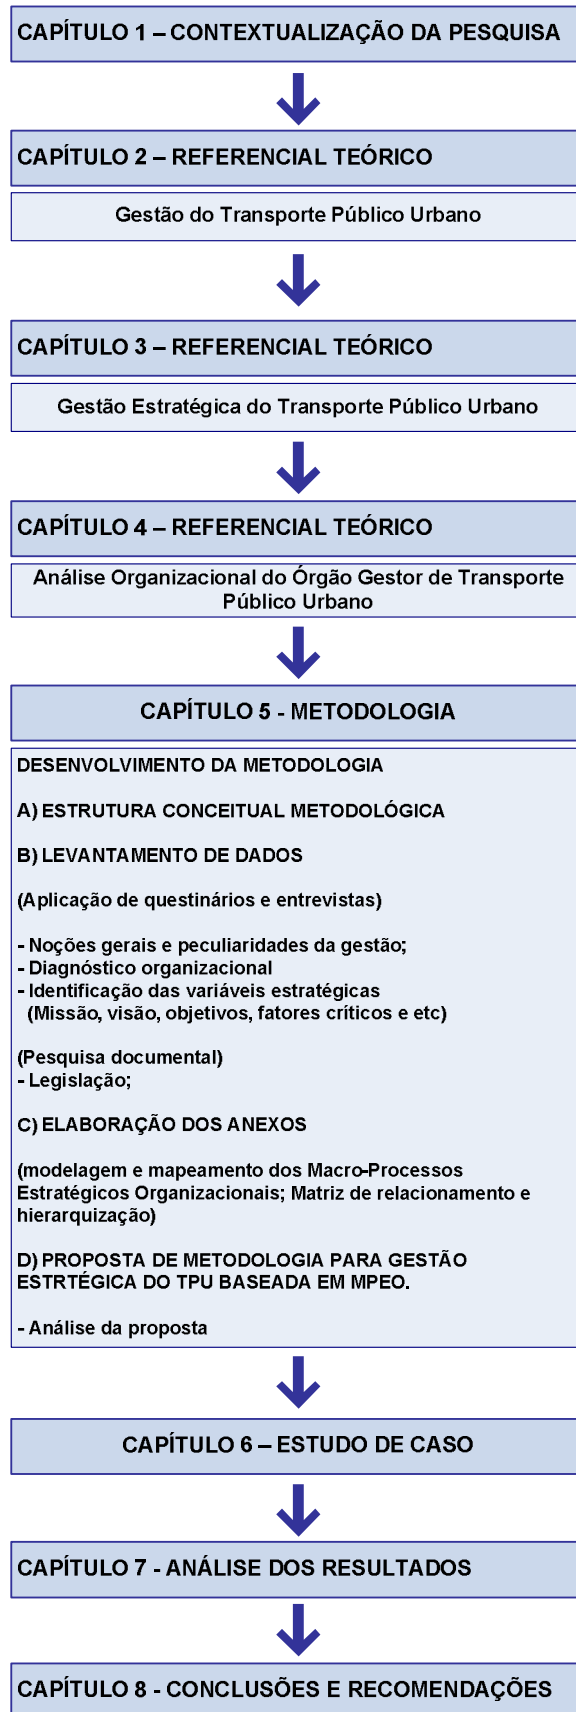 CAPÍTULO 1 – CONTEXTUALIZAÇÃO DA PESQUISA
CAPÍTULO 2 – REFERENCIAL TEÓRICO
Gestão do Transporte Público Urbano
CAPÍTULO 3 – REFERENCIAL TEÓRICO
Gestão Estratégica do Transporte Público Urbano
CAPÍTULO 4 – REFERENCIAL TEÓRICO
Análise Organizacional do Órgão Gestor de Transporte
Público Urbano
CAPÍTULO 5 - METODOLOGIA
DESENVOLVIMENTO DA METODOLOGIA
A) ESTRUTURA CONCEITUAL METODOLÓGICA
B) LEVANTAMENTO DE DADOS
(Aplicação de questinários e entrevistas)
- Noções gerais e peculiaridades da gestão;
- Diagnóstico organizacional
- Identificação das variáveis estratégicas
(Missão, visão, objetivos, fatores críticos e etc)
(Pesquisa documental)
- Legislação;
C) ELABORAÇÃO DOS ANEXOS
(modelagem e mapeamento dos Macro-Processos
Estratégicos Organizacionais; Matriz de relacionamento e
hierarquização)
D) PROPOSTA DE METODOLOGIA PARA GESTÃO
ESTRTÉGICA DO TPU BASEADA EM MPEO.
- Análise da proposta
CAPÍTULO 6 – ESTUDO DE CASO
CAPÍTULO 7 - ANÁLISE DOS RESULTADOS
CAPÍTULO 8 - CONCLUSÕES E RECOMENDAÇÕES